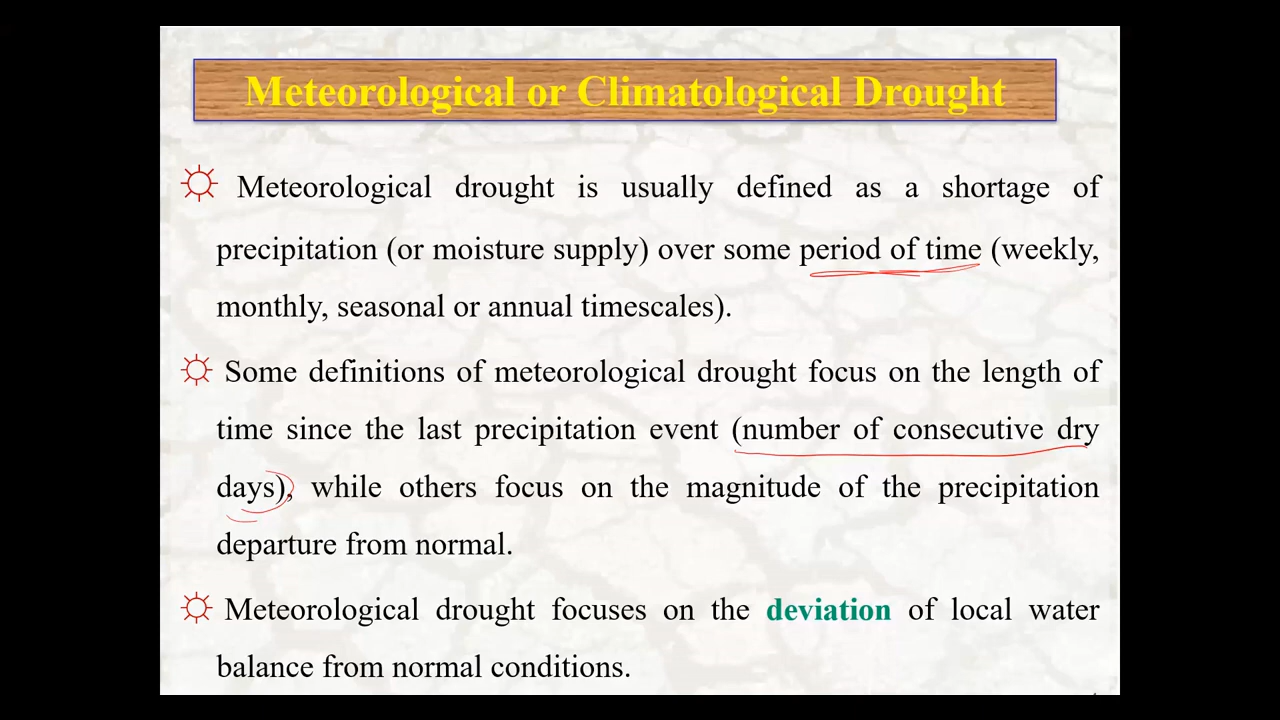 Meteorological or Climatological Drought
Meteorological drought is usually defined as a shortage of
precipitation (or moisture supply) over some period of time (weekly,
monthly, seasonal or annual timescales).
Some definitions of meteorological drought focus on the length of
time since the last precipitation event (number of consecutive dry
days), while others focus on the magnitude of the precipitation
departure from normal.
Meteorological drought focuses on the deviation of local water
balance from normal conditions.